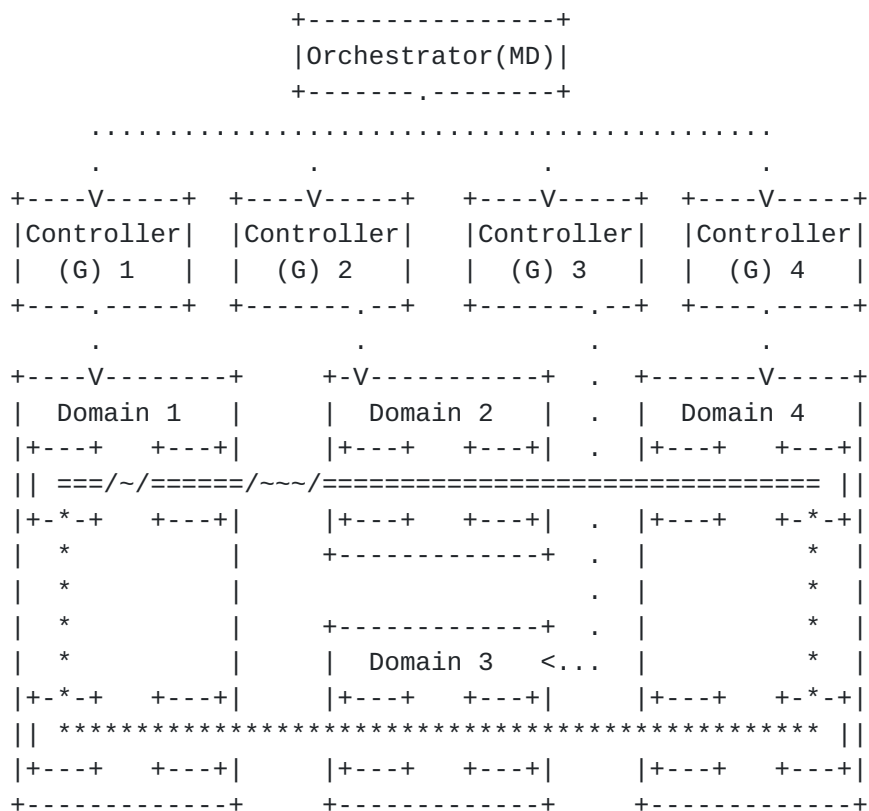 +----------------+
                  |Orchestrator(MD)|
                  +-------.--------+
     ............................................
     .             .              .             .
+----V-----+  +----V-----+   +----V-----+  +----V-----+
|Controller|  |Controller|   |Controller|  |Controller|
|  (G) 1   |  |  (G) 2   |   |  (G) 3   |  |  (G) 4   |
+----.-----+  +-------.--+   +-------.--+  +----.-----+
     .                .              .          .
+----V--------+     +-V-----------+  .  +-------V-----+
|  Domain 1   |     |  Domain 2   |  .  |  Domain 4   |
|+---+   +---+|     |+---+   +---+|  .  |+---+   +---+|
|| ===/~/======/~~~/================================ ||
|+-*-+   +---+|     |+---+   +---+|  .  |+---+   +-*-+|
|  *          |     +-------------+  .  |          *  |
|  *          |                      .  |          *  |
|  *          |     +-------------+  .  |          *  |
|  *          |     |  Domain 3   <...  |          *  |
|+-*-+   +---+|     |+---+   +---+|     |+---+   +-*-+|
|| ************************************************* ||
|+---+   +---+|     |+---+   +---+|     |+---+   +---+|
+-------------+     +-------------+     +-------------+